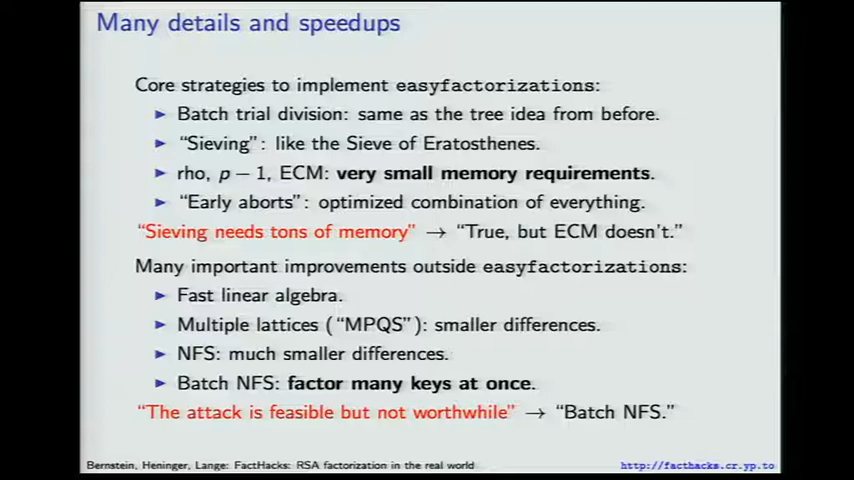 Many details and speedups
Core strategies to implement easyfactorizations:
► Batch trial division: same as the tree idea from before.
► “Sieving”: like the Sieve of Eratosthenes.
► rho, p − 1, ECM: very small memory requirements.
► “Early aborts”: optimized combination of everything.
“Sieving needs tons of memory” → “True, but ECM doesn't.”
Many important improvements outside easyfactorizations:
► Fast linear algebra.
► Multiple lattices (“MPQS”): smaller differences.
► NFS: much smaller differences.
► Batch NFS: factor many keys at once.
“The attack is feasible but not worthwhile” → “Batch NFS.”
Bernstein, Heninger, Lange: FactHacks: RSA factorization in the real world http://facthacks.cr.yp.to